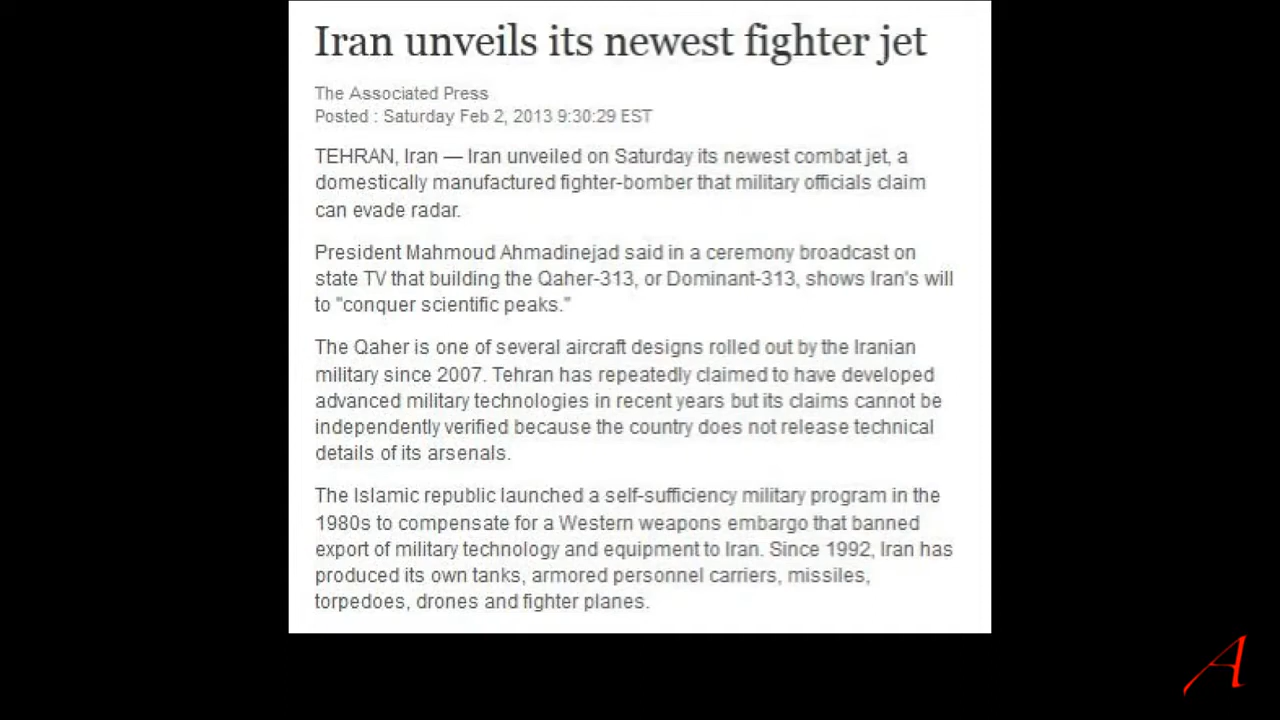 Iran unveils its newest fighter jet
The Associated Press
Posted : Saturday Feb 2, 2013 9:30:29 EST
TEHRAN, Iran — Iran unveiled on Saturday its newest combat jet, a
domestically manufactured fighter-bomber that military officials claim
can evade radar.
President Mahmoud Ahmadinejad said in a ceremony broadcast on
state TV that building the Qaher-313, or Dominant-313, shows Iran's will
to "conquer scientific peaks."
The Qaher is one of several aircraft designs rolled out by the Iranian
military since 2007. Tehran has repeatedly claimed to have developed
advanced military technologies in recent years but its claims cannot be
independently verified because the country does not release technical
details of its arsenals.
The Islamic republic launched a self-sufficiency military program in the
1980s to compensate for a Western weapons embargo that banned
export of military technology and equipment to Iran. Since 1992, Iran has
produced its own tanks, armored personnel carriers, missiles,
torpedoes, drones and fighter planes.
A